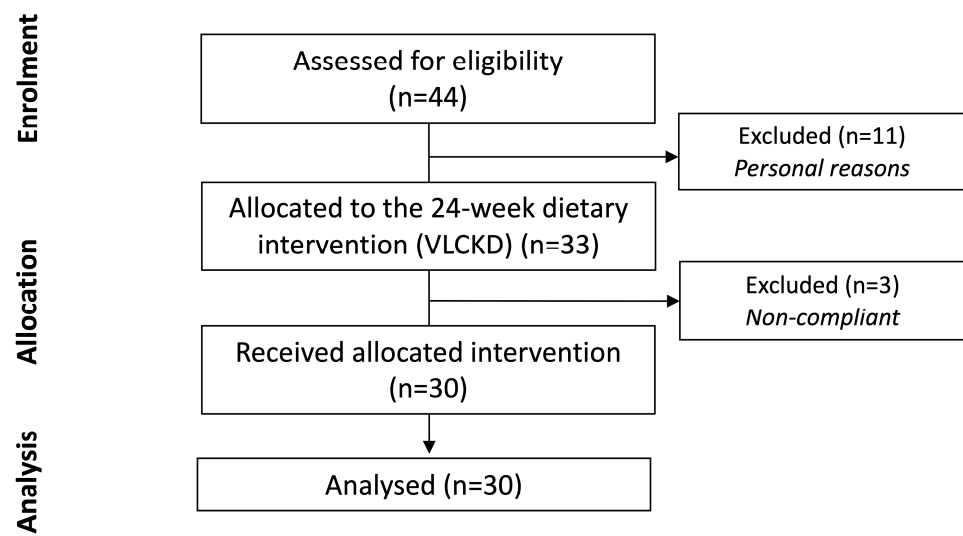 Enrolment
Assessed for eligibility
(n=44)
Excluded (n=11)
Personal reasons
Allocated to the 24-week dietary
intervention (VLCKD) (n=33)
Allocation
Excluded (n=3)
Non-compliant
Received allocated intervention
(n=30)
Analysis
Analysed (n=30)